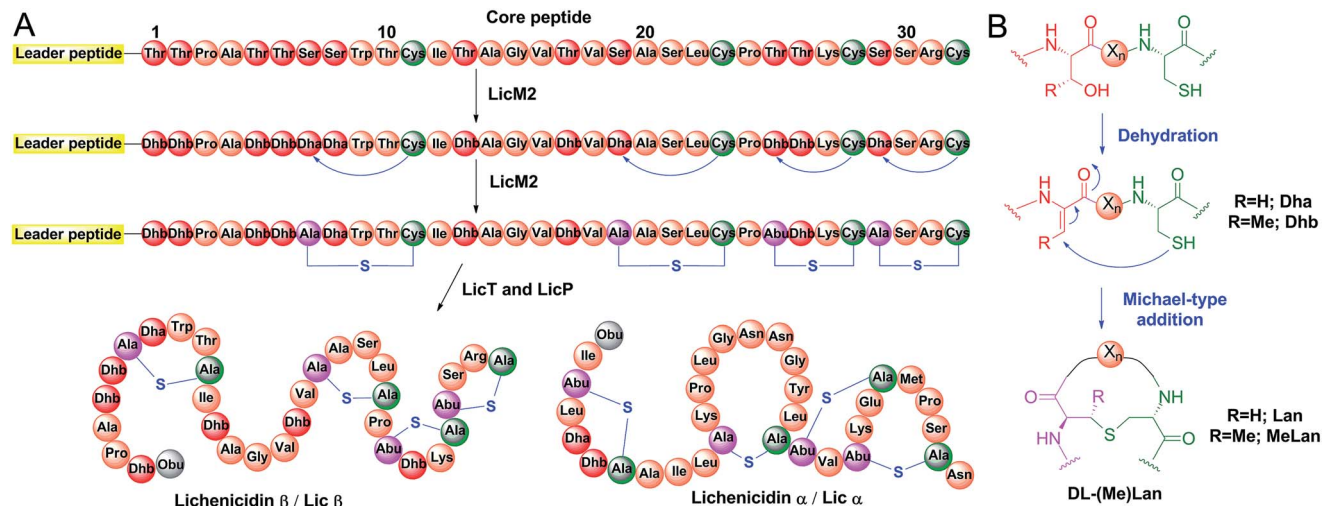 A
Core peptide
1 10 20 30
Leader peptide Thr Thr Pro Ala Thr Thr Ser Ser Trp Thr Cys Ile Thr Ala Gly Val Thr Val Ser Ala Ser Leu Cys Pro Thr Thr Lys Cys Ser Ser Arg Cys
LicM2
Leader peptide Dhb Dhb Pro Ala Dhb Dhb Dha Dha Trp Thr Cys Ile Dhb Ala Gly Val Dhb Val Dha Ala Ser Leu Cys Pro Dhb Dhb Lys Cys Dha Ser Arg Cys
LicM2
Leader peptide Dhb Dhb Pro Ala Dhb Dhb Ala Dha Trp Thr Cys Ile Dhb Ala Gly Val Dhb Val Ala Ala Ser Leu Cys Pro Abu Dhb Lys Cys Ala Ser Arg Cys
S S S S
LicT and LicP
Obu Dhb Pro Ala Dhb Dhb Ala Dha Trp Thr Ala Ile Dhb Ala Gly Val Dhb Val Ala Ala Ser Leu Ala Pro Abu Dhb Lys Ala Abu Ser Arg Ala
S S S S
Lichenicidin β / Lic β
Obu Ile Abu Leu Dha Dhb Ala Ala Ile Leu Ala Lys Pro Leu Gly Asn Asn Gly Tyr Leu Ala Abu Val Abu Lys Glu Ala Met Pro Ser Ala Asn
S S S S
Lichenicidin α / Lic α
B
H N O Xn H N O
R OH SH
Dehydration
H N O Xn H N O
R SH
R=H; Dha
R=Me; Dhb
Michael-type
addition
Xn
O R NH
HN S O
R=H; Lan
R=Me; MeLan
DL-(Me)Lan